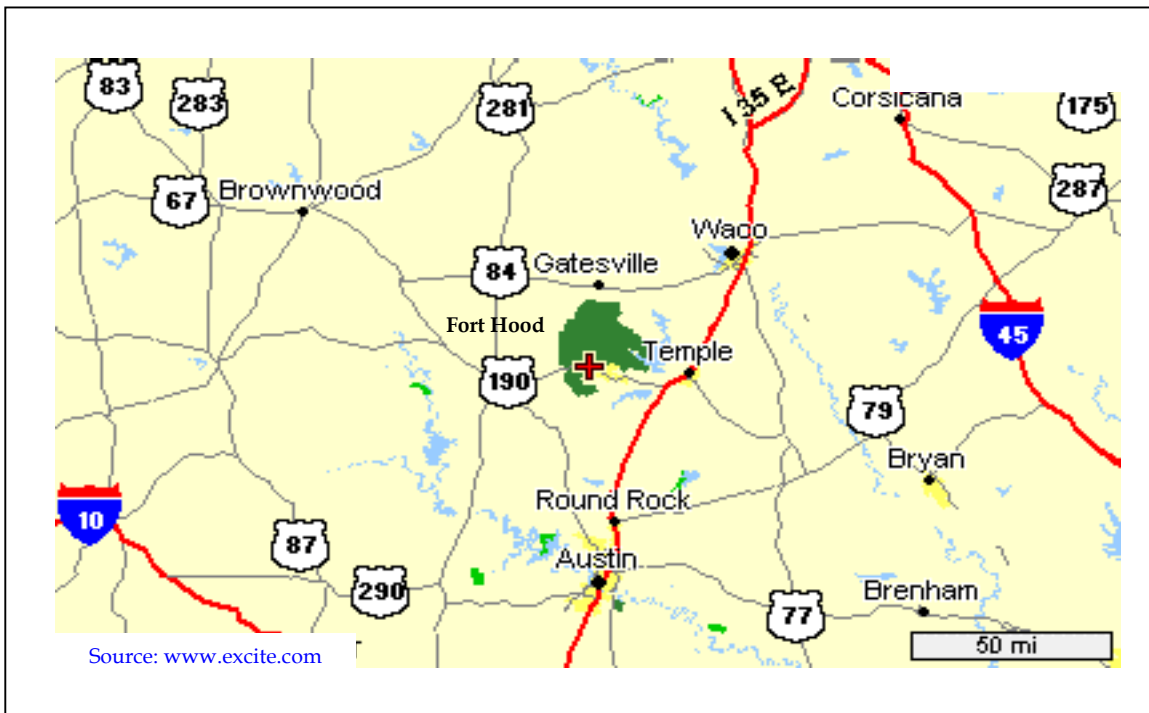 83
283
281
I 35 E
Corsicana
175
67
Brownwood
287
Waco
84
Gatesville
Fort Hood
45
190
Temple
79
Bryan
10
Round Rock
87
Austin
290
Brenham
77
50 mi
Source: www.excite.com